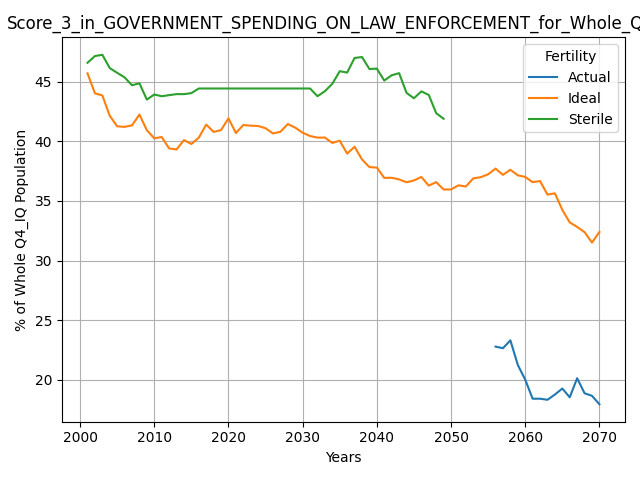 Score_3_in_GOVERNMENT_SPENDING_ON_LAW_ENFORCEMENT_for_Whole_Q
Fertility
Actual
Ideal
Sterile
% of Whole Q4_IQ Population
45
40
35
30
25
20
2000 2010 2020 2030 2040 2050 2060 2070
Years